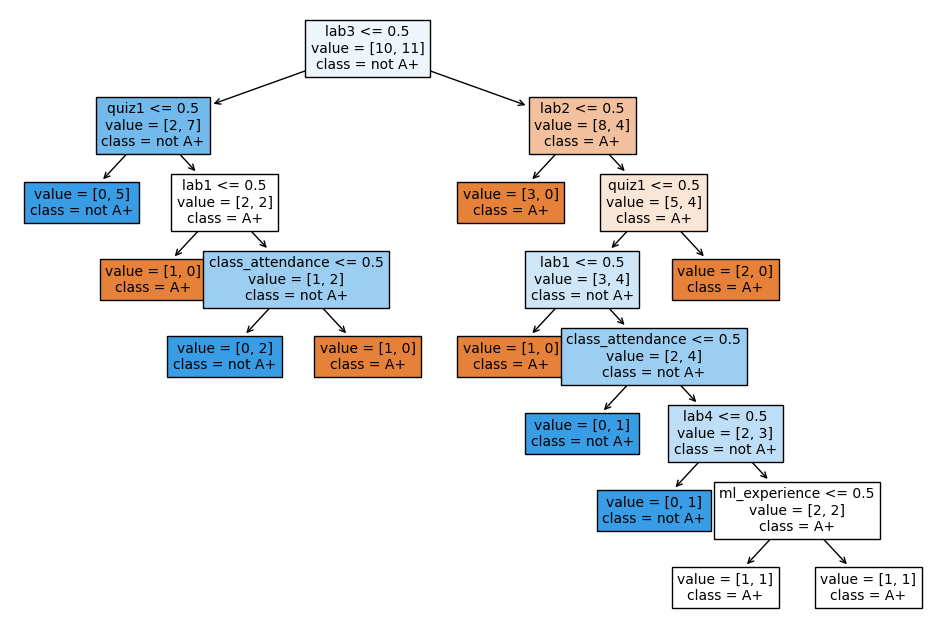 lab3 <= 0.5
value = [10, 11]
class = not A+
quiz1 <= 0.5
value = [2, 7]
class = not A+
lab2 <= 0.5
value = [8, 4]
class = A+
value = [0, 5]
class = not A+
lab1 <= 0.5
value = [2, 2]
class = A+
value = [3, 0]
class = A+
quiz1 <= 0.5
value = [5, 4]
class = A+
value = [1, 0]
class = A+
class_attendance <= 0.5
value = [1, 2]
class = not A+
lab1 <= 0.5
value = [3, 4]
class = not A+
value = [2, 0]
class = A+
value = [0, 2]
class = not A+
value = [1, 0]
class = A+
value = [1, 0]
class = A+
class_attendance <= 0.5
value = [2, 4]
class = not A+
value = [0, 1]
class = not A+
lab4 <= 0.5
value = [2, 3]
class = not A+
value = [0, 1]
class = not A+
ml_experience <= 0.5
value = [2, 2]
class = A+
value = [1, 1]
class = A+
value = [1, 1]
class = A+